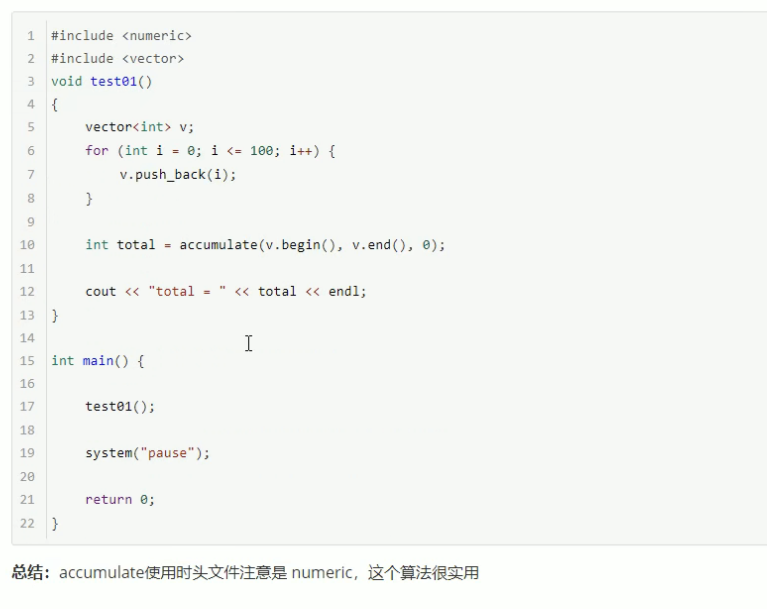 1 #include <numeric>
2 #include <vector>
3 void test01()
4 {
5     vector<int> v;
6     for (int i = 0; i <= 100; i++) {
7         v.push_back(i);
8     }
9
10     int total = accumulate(v.begin(), v.end(), 0);
11
12     cout << "total = " << total << endl;
13 }
14
15 int main() {
16
17     test01();
18
19     system("pause");
20
21     return 0;
22 }
总结：accumulate使用时头文件注意是 numeric，这个算法很实用